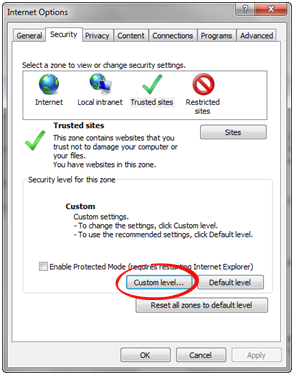 Internet Options
General Security Privacy Content Connections Programs Advanced
Select a zone to view or change security settings.
Internet Local intranet Trusted sites Restricted
sites
Trusted sites
Sites
This zone contains websites that you
trust not to damage your computer or
your files.
You have websites in this zone.
Security level for this zone
Custom
Custom settings.
- To change the settings, click Custom level.
- To use the recommended settings, click Default level.
Enable Protected Mode (requires restarting Internet Explorer)
Custom level... Default level
Reset all zones to default level
OK Cancel Apply